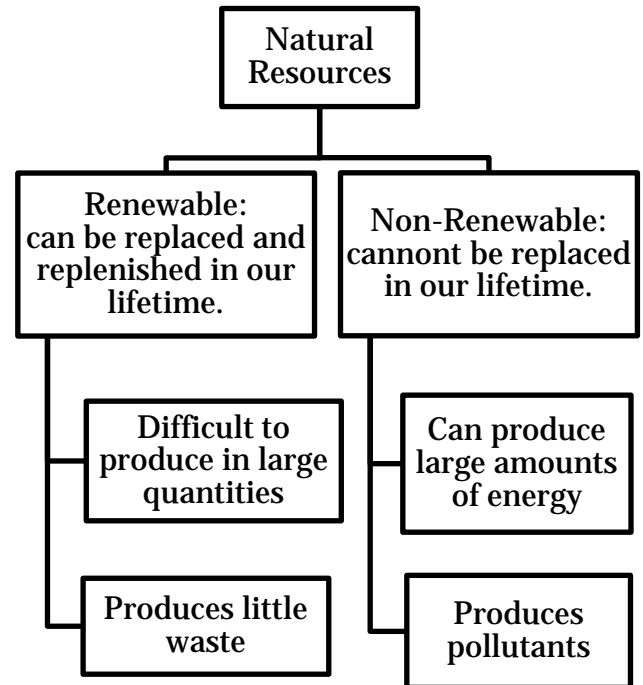 Natural
Resources
Renewable:
can be replaced and
replenished in our
lifetime.
Non-Renewable:
cannont be replaced
in our lifetime.
Difficult to
produce in large
quantities
Can produce
large amounts
of energy
Produces little
waste
Produces
pollutants